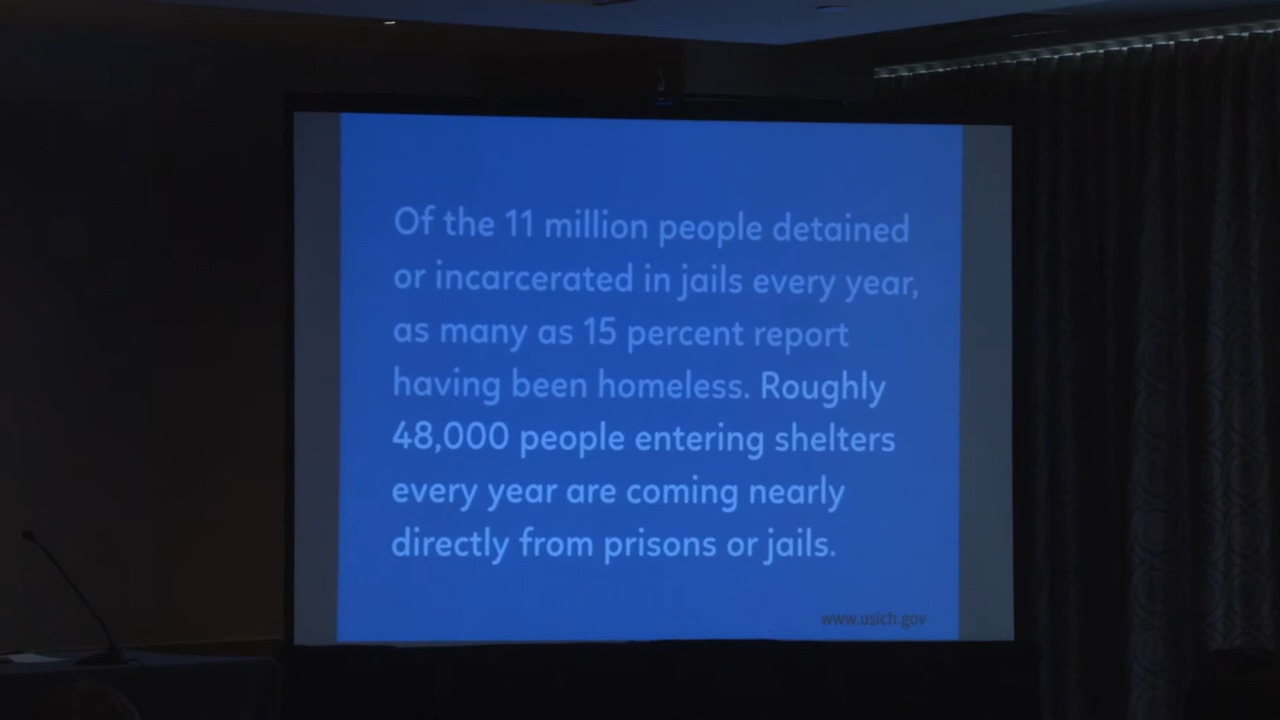 Of the 11 million people detained
or incarcerated in jails every year,
as many as 15 percent report
having been homeless. Roughly
48,000 people entering shelters
every year are coming nearly
directly from prisons or jails.
www.usich.gov